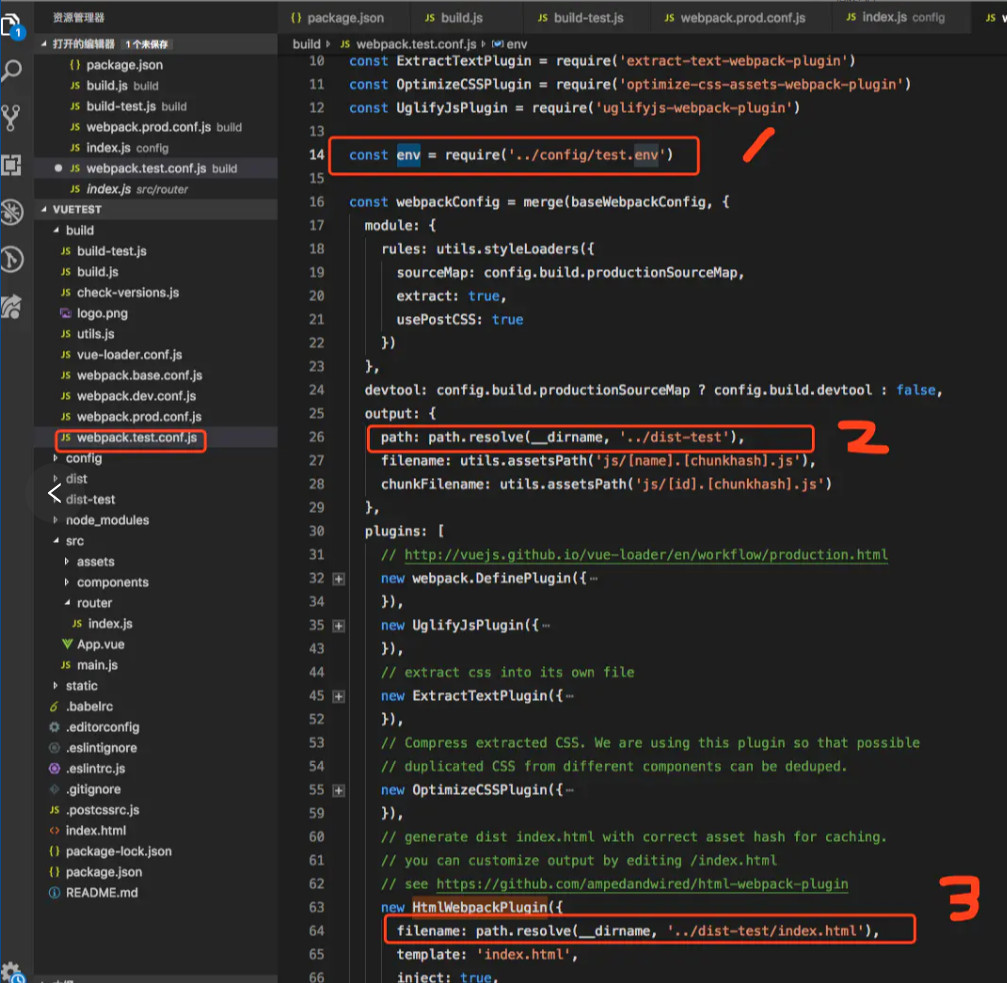 资源管理器
打开的编辑器 1 个未保存
{} package.json
JS build.js build
JS build-test.js build
JS webpack.prod.conf.js build
JS index.js config
JS webpack.test.conf.js build
JS index.js src/router
VUETEST
build
JS build-test.js
JS build.js
JS check-versions.js
logo.png
JS utils.js
JS vue-loader.conf.js
JS webpack.base.conf.js
JS webpack.dev.conf.js
JS webpack.prod.conf.js
JS webpack.test.conf.js
config
dist
dist-test
node_modules
src
assets
components
router
JS index.js
App.vue
JS main.js
static
.babelrc
.editorconfig
.eslintignore
.eslintrc.js
.gitignore
JS .postcssrc.js
<> index.html
{} package-lock.json
{} package.json
README.md
1
{} package.json JS build.js JS build-test.js JS webpack.prod.conf.js JS index.js config JS w
build › JS webpack.test.conf.js › env
10 const ExtractTextPlugin = require('extract-text-webpack-plugin')
11 const OptimizeCSSPlugin = require('optimize-css-assets-webpack-plugin')
12 const UglifyJsPlugin = require('uglifyjs-webpack-plugin')
13
14 const env = require('../config/test.env')
15
16 const webpackConfig = merge(baseWebpackConfig, {
17 module: {
18 rules: utils.styleLoaders({
19 sourceMap: config.build.productionSourceMap,
20 extract: true,
21 usePostCSS: true
22 })
23 },
24 devtool: config.build.productionSourceMap ? config.build.devtool : false,
25 output: {
26 path: path.resolve(__dirname, '../dist-test'),
27 filename: utils.assetsPath('js/[name].[chunkhash].js'),
28 chunkFilename: utils.assetsPath('js/[id].[chunkhash].js')
29 },
30 plugins: [
31 // http://vuejs.github.io/vue-loader/en/workflow/production.html
32 new webpack.DefinePlugin({⋯
34 }),
35 new UglifyJsPlugin({⋯
43 }),
44 // extract css into its own file
45 new ExtractTextPlugin({⋯
52 }),
53 // Compress extracted CSS. We are using this plugin so that possible
54 // duplicated CSS from different components can be deduped.
55 new OptimizeCSSPlugin({⋯
59 }),
60 // generate dist index.html with correct asset hash for caching.
61 // you can customize output by editing /index.html
62 // see https://github.com/ampedandwired/html-webpack-plugin
63 new HtmlWebpackPlugin({
64 filename: path.resolve(__dirname, '../dist-test/index.html'),
65 template: 'index.html',
66 inject: true,
1
2
3